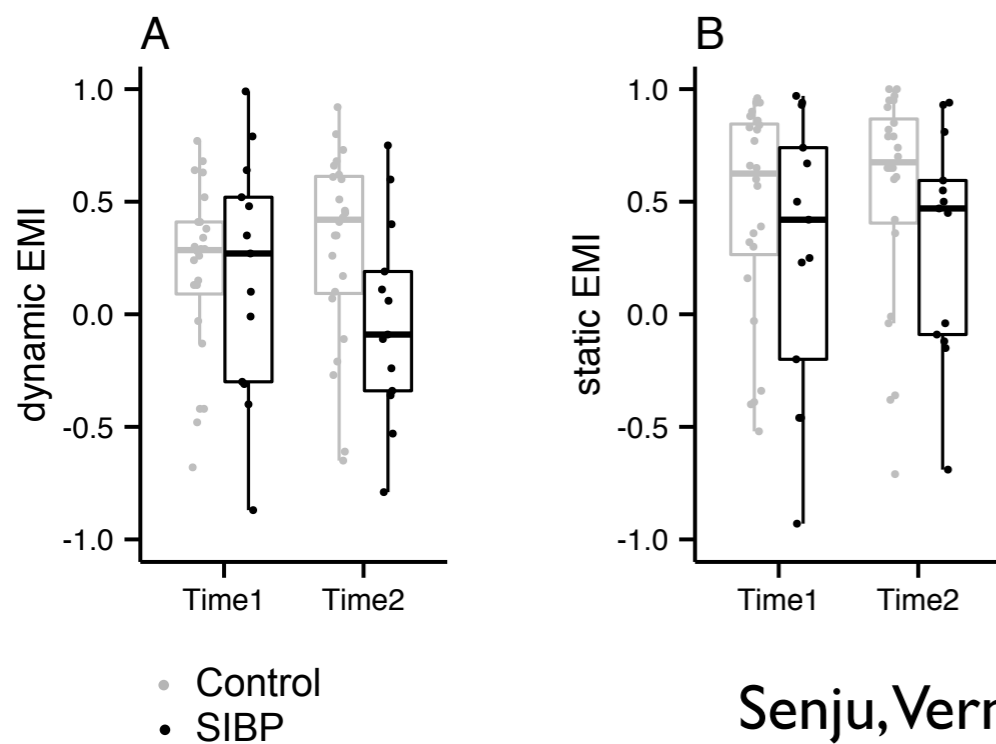 A
1.0
0.5
0.0
-0.5
-1.0
dynamic EMI
Time1 Time2
Control
SIBP
B
1.0
0.5
0.0
-0.5
-1.0
static EMI
Time1 Time2
Senju, Vern